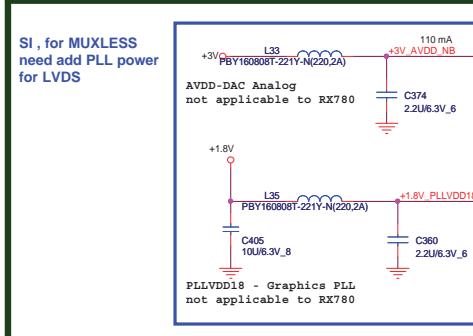 SI , for MUXLESS
need add PLL power
for LVDS
110 mA
L33
+3V
+3V_AVDD_NB
PBY160808T-221Y-N(220,2A)
AVDD-DAC Analog
not applicable to RX780
C374
2.2U/6.3V_6
+1.8V
L35
+1.8V_PLLVDD18
PBY160808T-221Y-N(220,2A)
C405
10U/6.3V_8
C360
2.2U/6.3V_6
PLLVDD18 - Graphics PLL
not applicable to RX780